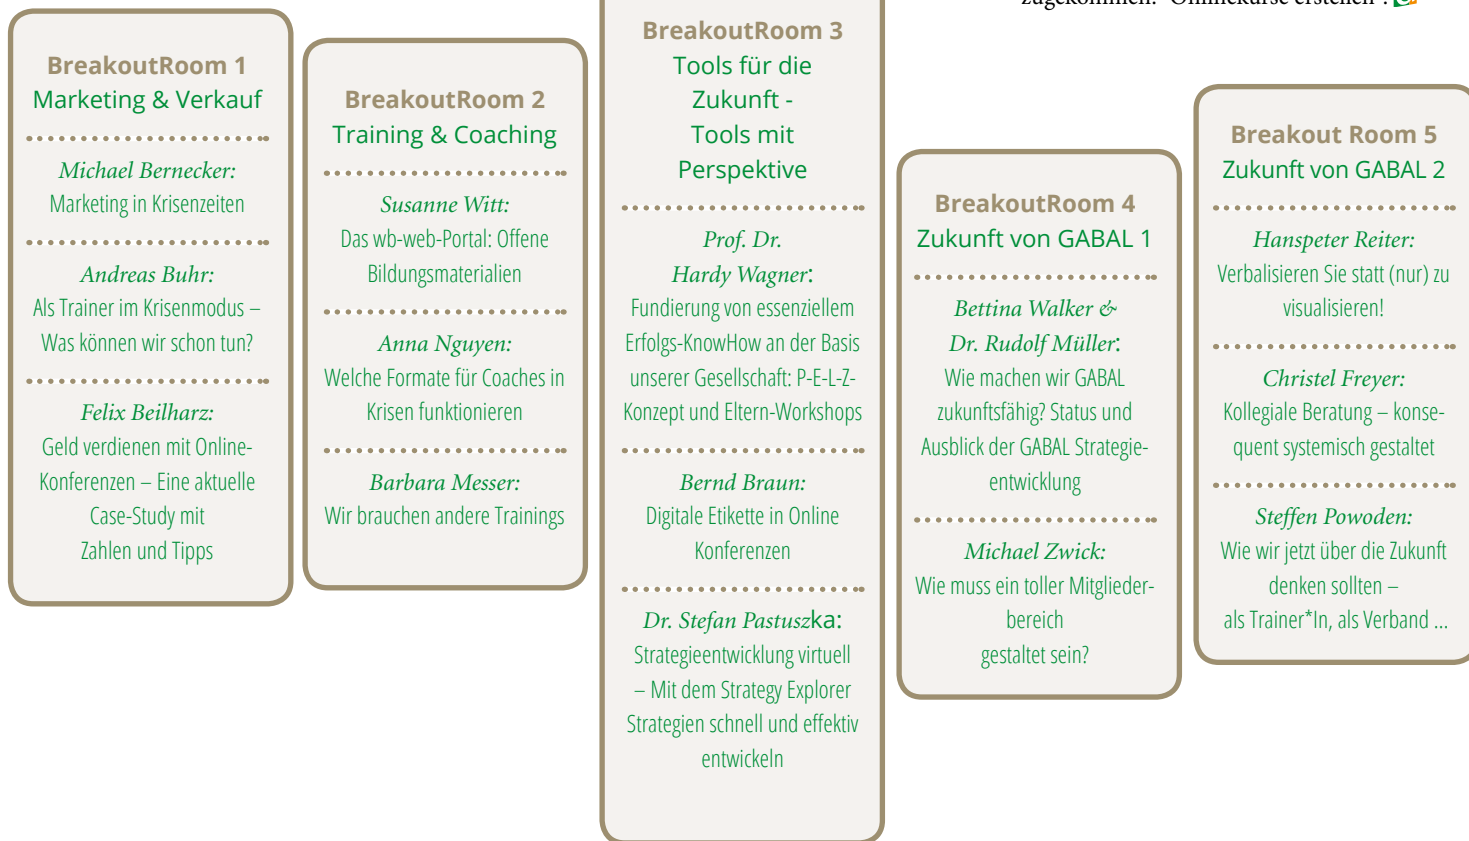 zugekommen: "Onlinekurse erstellen".
BreakoutRoom 1
Marketing & Verkauf
Michael Bernecker:
Marketing in Krisenzeiten
Andreas Buhr:
Als Trainer im Krisenmodus –
Was können wir schon tun?
Felix Beilharz:
Geld verdienen mit Online-
Konferenzen – Eine aktuelle
Case-Study mit
Zahlen und Tipps
BreakoutRoom 2
Training & Coaching
Susanne Witt:
Das wb-web-Portal: Offene
Bildungsmaterialien
Anna Nguyen:
Welche Formate für Coaches in
Krisen funktionieren
Barbara Messer:
Wir brauchen andere Trainings
BreakoutRoom 3
Tools für die
Zukunft -
Tools mit
Perspektive
Prof. Dr.
Hardy Wagner:
Fundierung von essenziellem
Erfolgs-KnowHow an der Basis
unserer Gesellschaft: P-E-L-Z-
Konzept und Eltern-Workshops
Bernd Braun:
Digitale Etikette in Online
Konferenzen
Dr. Stefan Pastuszka:
Strategieentwicklung virtuell
– Mit dem Strategy Explorer
Strategien schnell und effektiv
entwickeln
BreakoutRoom 4
Zukunft von GABAL 1
Bettina Walker &
Dr. Rudolf Müller:
Wie machen wir GABAL
zukunftsfähig? Status und
Ausblick der GABAL Strategie-
entwicklung
Michael Zwick:
Wie muss ein toller Mitglieder-
bereich
gestaltet sein?
Breakout Room 5
Zukunft von GABAL 2
Hanspeter Reiter:
Verbalisieren Sie statt (nur) zu
visualisieren!
Christel Freyer:
Kollegiale Beratung – konse-
quent systemisch gestaltet
Steffen Powoden:
Wie wir jetzt über die Zukunft
denken sollten –
als Trainer*In, als Verband ...